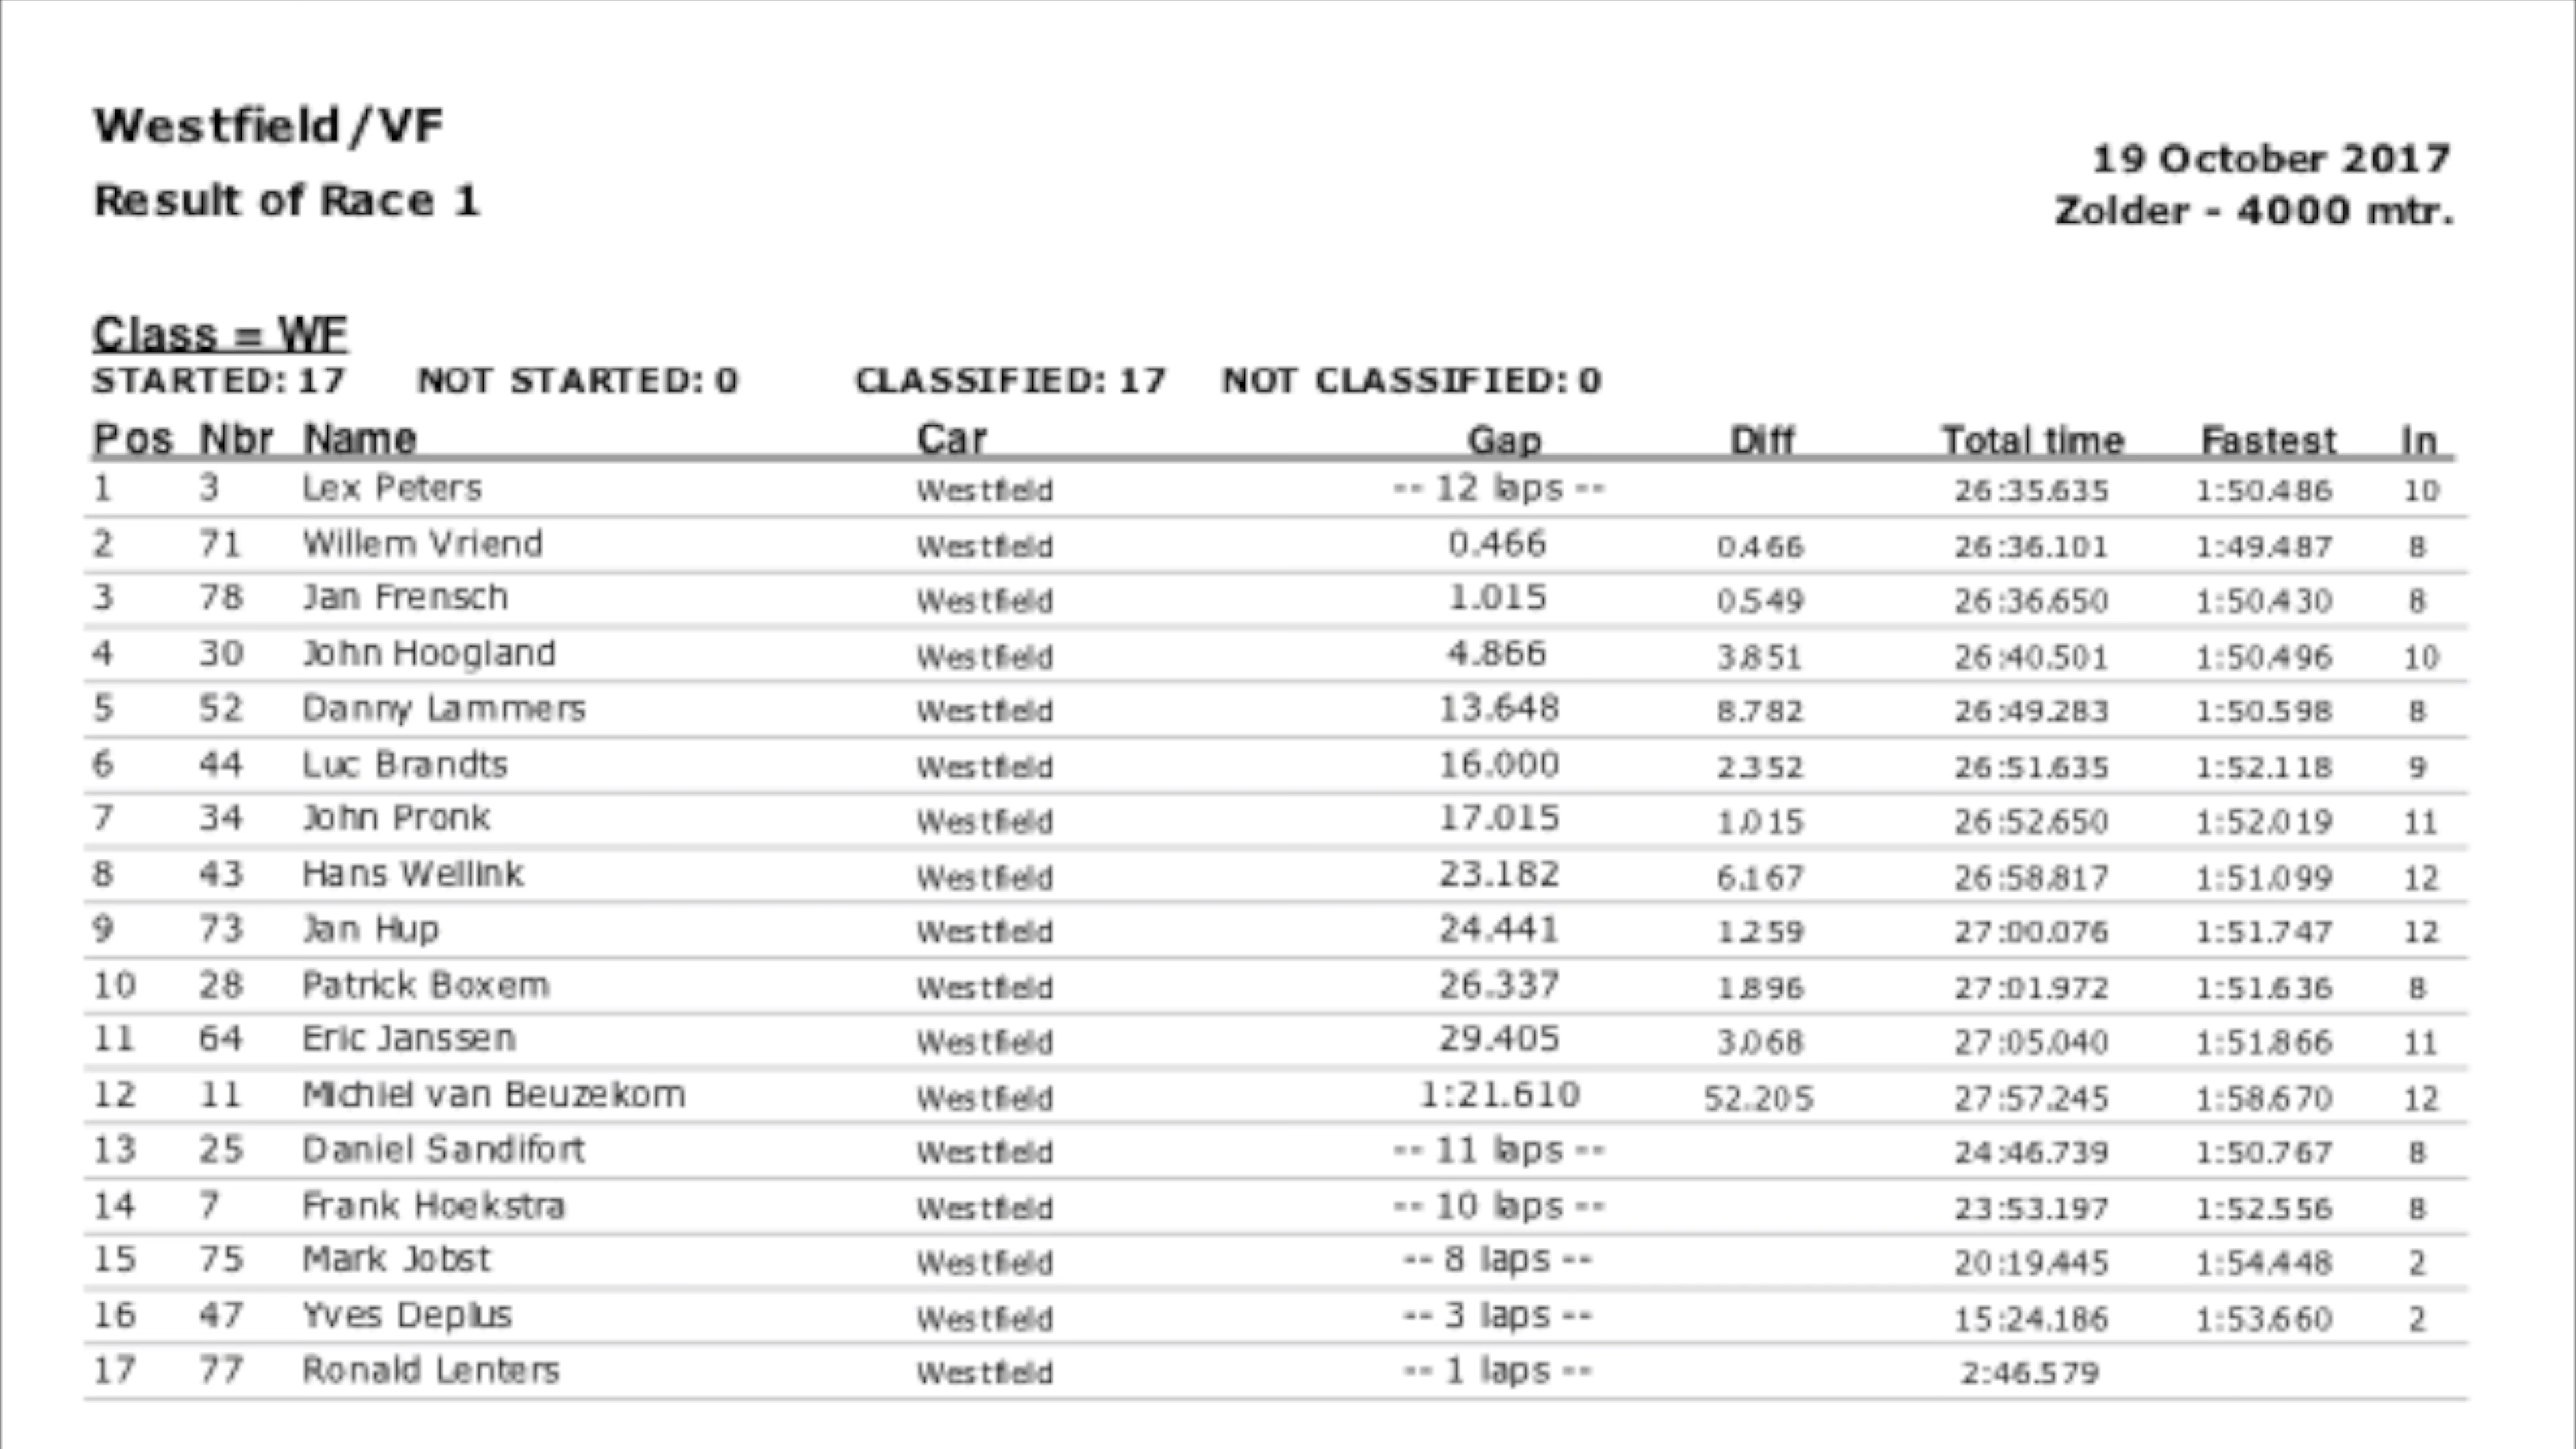 Westfield/VF
19 October 2017
Result of Race 1
Zolder - 4000 mtr.
Class = WF
STARTED: 17 NOT STARTED: 0 CLASSIFIED: 17 NOT CLASSIFIED: 0
Pos Nbr Name Car Gap Diff Total time Fastest In
1 3 Lex Peters Westfield -- 12 laps -- 26:35.635 1:50.486 10
2 71 Willem Vriend Westfield 0.466 0.466 26:36.101 1:49.487 8
3 78 Jan Frensch Westfield 1.015 0.549 26:36.650 1:50.430 8
4 30 John Hoogland Westfield 4.866 3.851 26:40.501 1:50.496 10
5 52 Danny Lammers Westfield 13.648 8.782 26:49.283 1:50.598 8
6 44 Luc Brandts Westfield 16.000 2.352 26:51.635 1:52.118 9
7 34 John Pronk Westfield 17.015 1.015 26:52.650 1:52.019 11
8 43 Hans Wellink Westfield 23.182 6.167 26:58.817 1:51.099 12
9 73 Jan Hup Westfield 24.441 1.259 27:00.076 1:51.747 12
10 28 Patrick Boxem Westfield 26.337 1.896 27:01.972 1:51.636 8
11 64 Eric Janssen Westfield 29.405 3.068 27:05.040 1:51.866 11
12 11 Michiel van Beuzekom Westfield 1:21.610 52.205 27:57.245 1:58.670 12
13 25 Daniel Sandifort Westfield -- 11 laps -- 24:46.739 1:50.767 8
14 7 Frank Hoekstra Westfield -- 10 laps -- 23:53.197 1:52.556 8
15 75 Mark Jobst Westfield -- 8 laps -- 20:19.445 1:54.448 2
16 47 Yves Deplus Westfield -- 3 laps -- 15:24.186 1:53.660 2
17 77 Ronald Lenters Westfield -- 1 laps -- 2:46.579